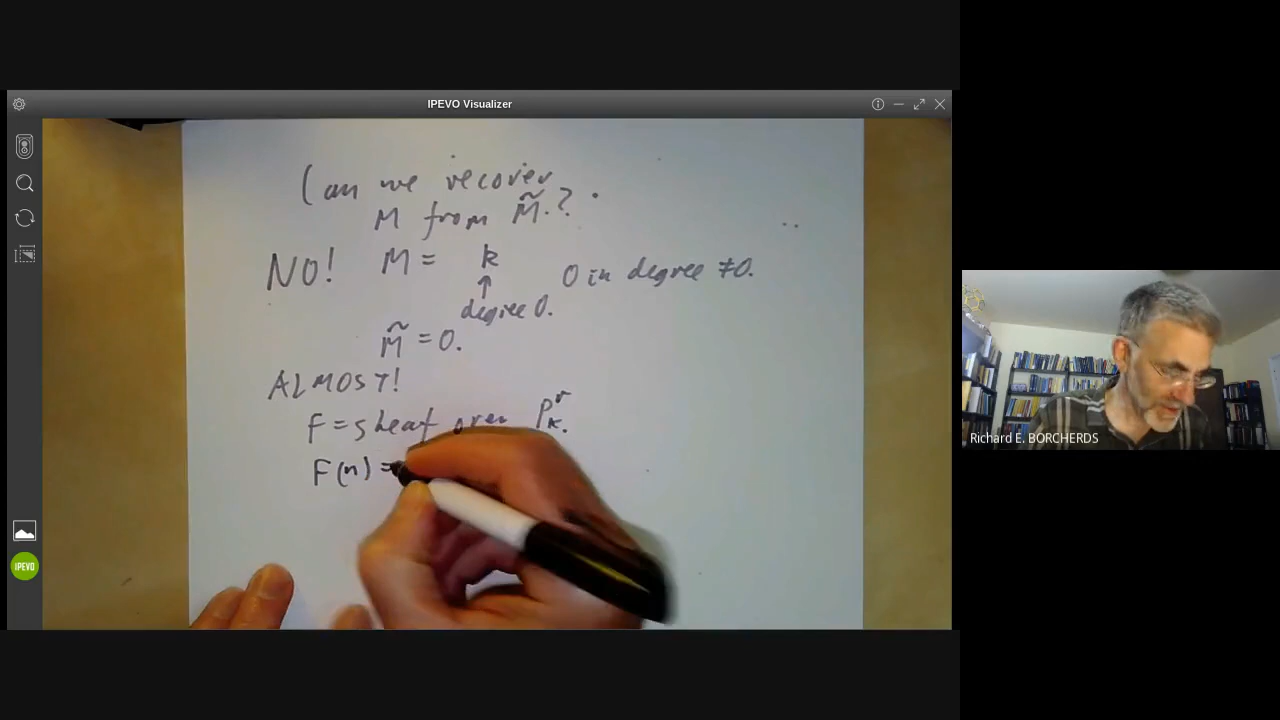 IPEVO Visualizer
Can we recover
M from M̃.?
NO! M = k 0 in degree ≠0.
↑
degree 0.
M̃ = 0.
ALMOST!
F = sheaf over P^r_k.
F(n) =
IPEVO
Richard E. BORCHERDS